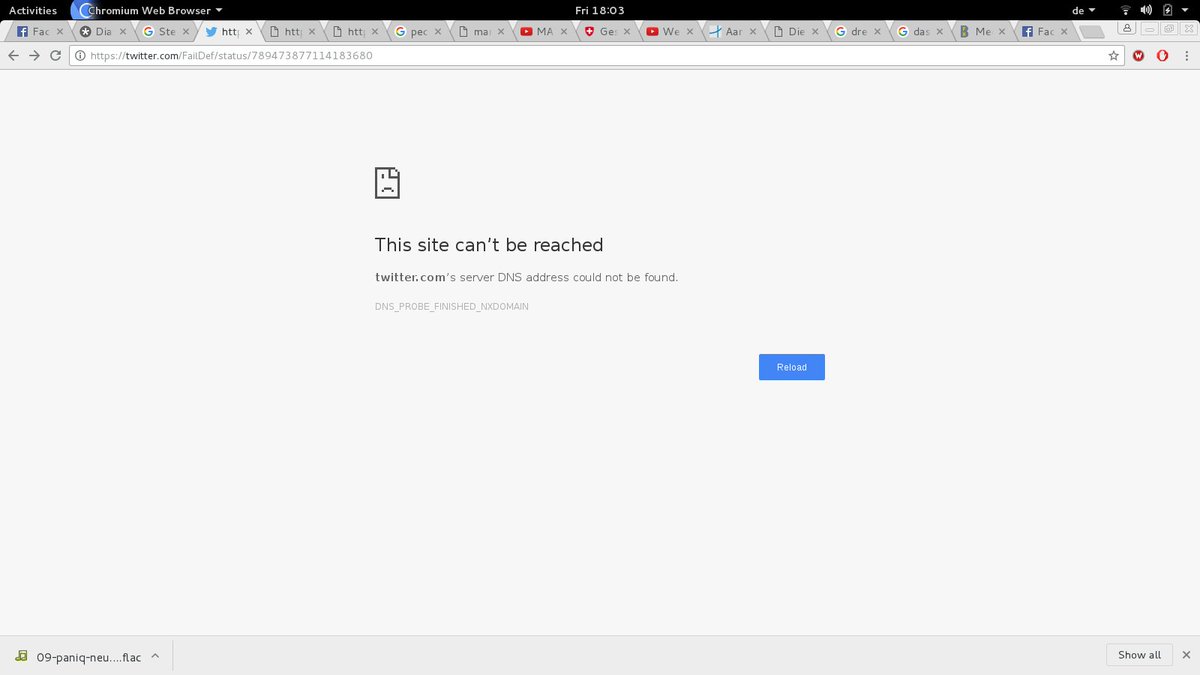 Activities Chromium Web Browser Fri 18:03 de
Fac Dia Ste http http http pec mai MA Ges We Aar Die dre das Me Fac
https://twitter.com/FailDef/status/789473877114183680
This site can't be reached
twitter.com's server DNS address could not be found.
DNS_PROBE_FINISHED_NXDOMAIN
Reload
09-paniq-neu....flac Show all